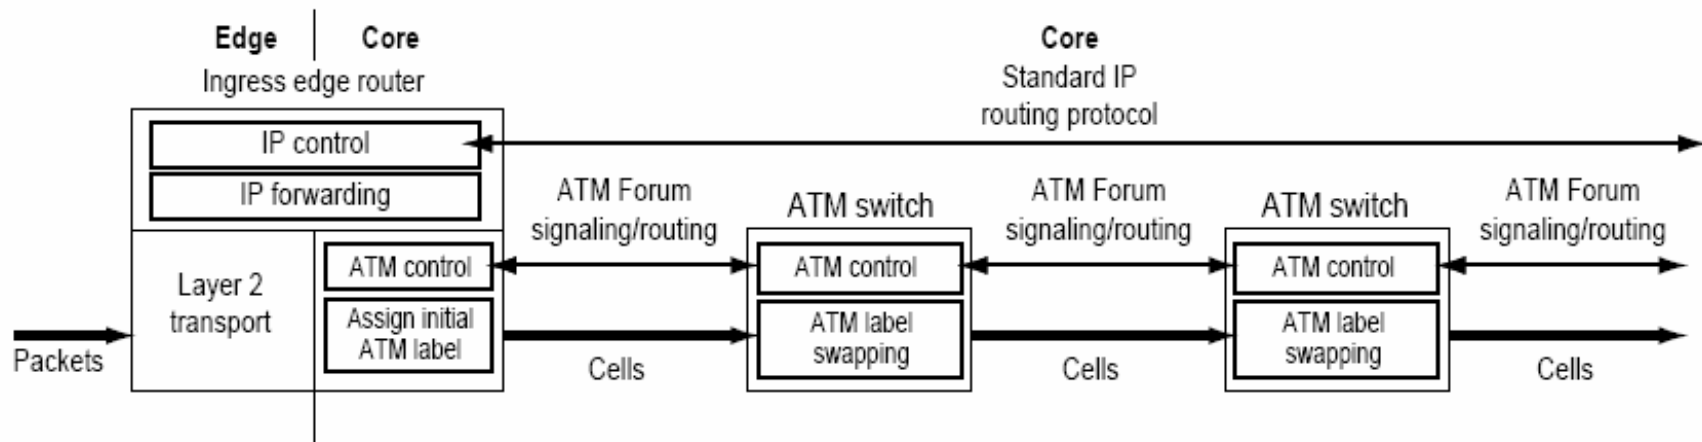 Edge Core
Ingress edge router
IP control
IP forwarding
Layer 2
transport
ATM control
Assign initial
ATM label
Packets
Core
Standard IP
routing protocol
ATM Forum
signaling/routing
Cells
ATM switch
ATM control
ATM label
swapping
ATM Forum
signaling/routing
Cells
ATM switch
ATM control
ATM label
swapping
ATM Forum
signaling/routing
Cells